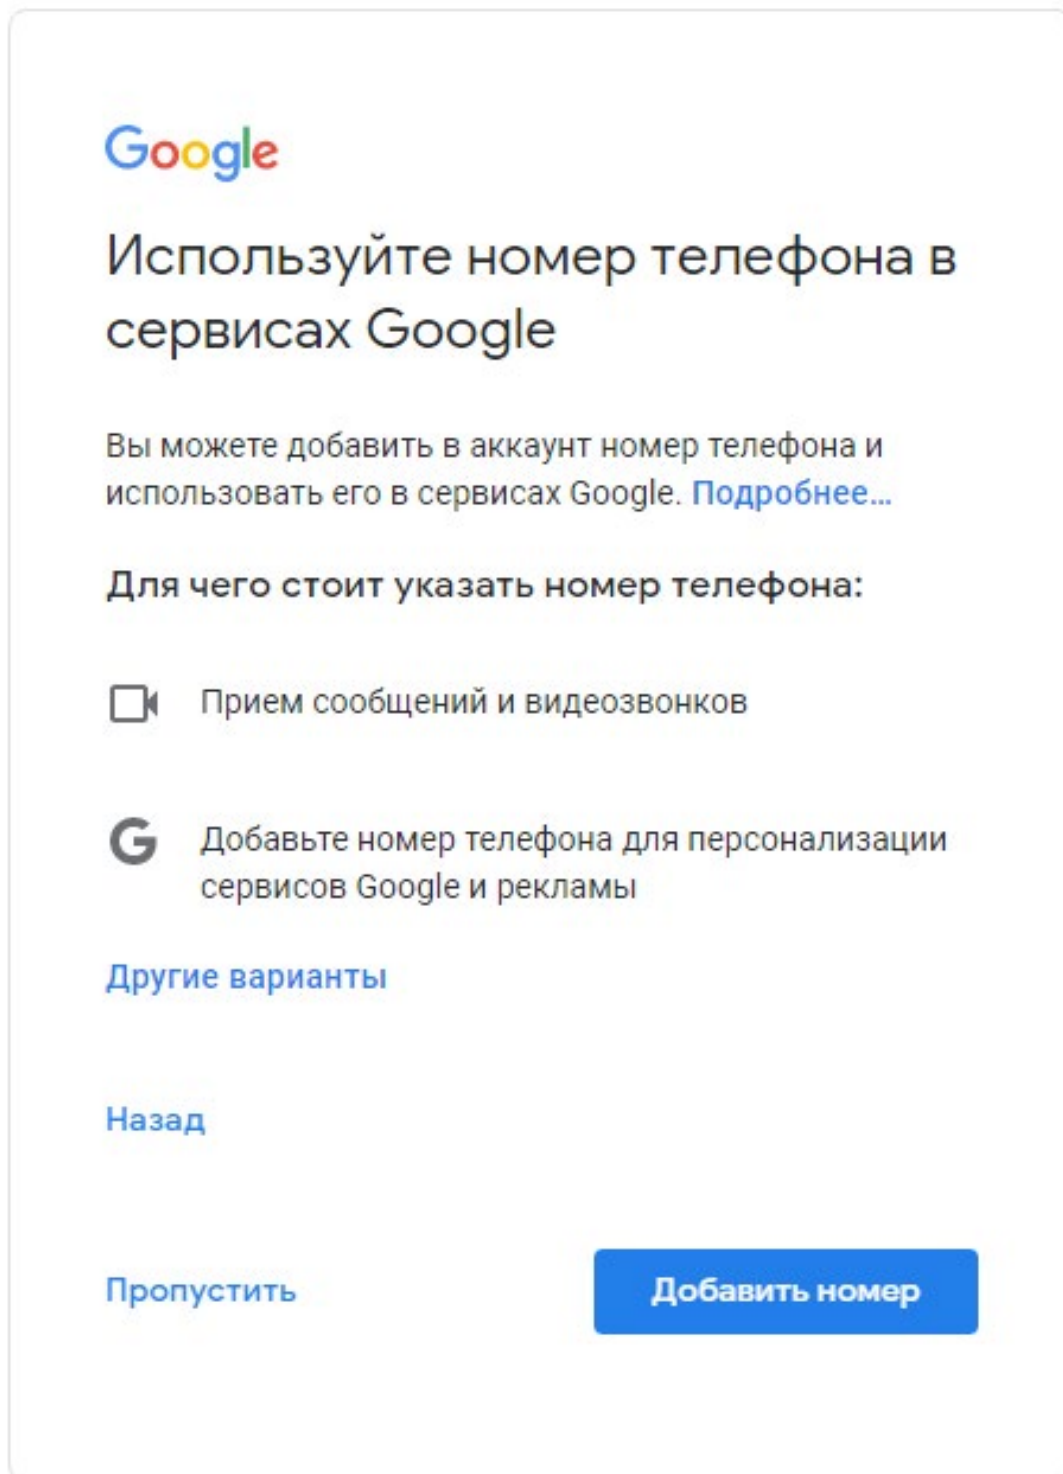 Google
Используйте номер телефона в
сервисах Google
Вы можете добавить в аккаунт номер телефона и
использовать его в сервисах Google. Подробнее...
Для чего стоит указать номер телефона:
Прием сообщений и видеозвонков
G
Добавьте номер телефона для персонализации
сервисов Google и рекламы
Другие варианты
Назад
Пропустить
Добавить номер